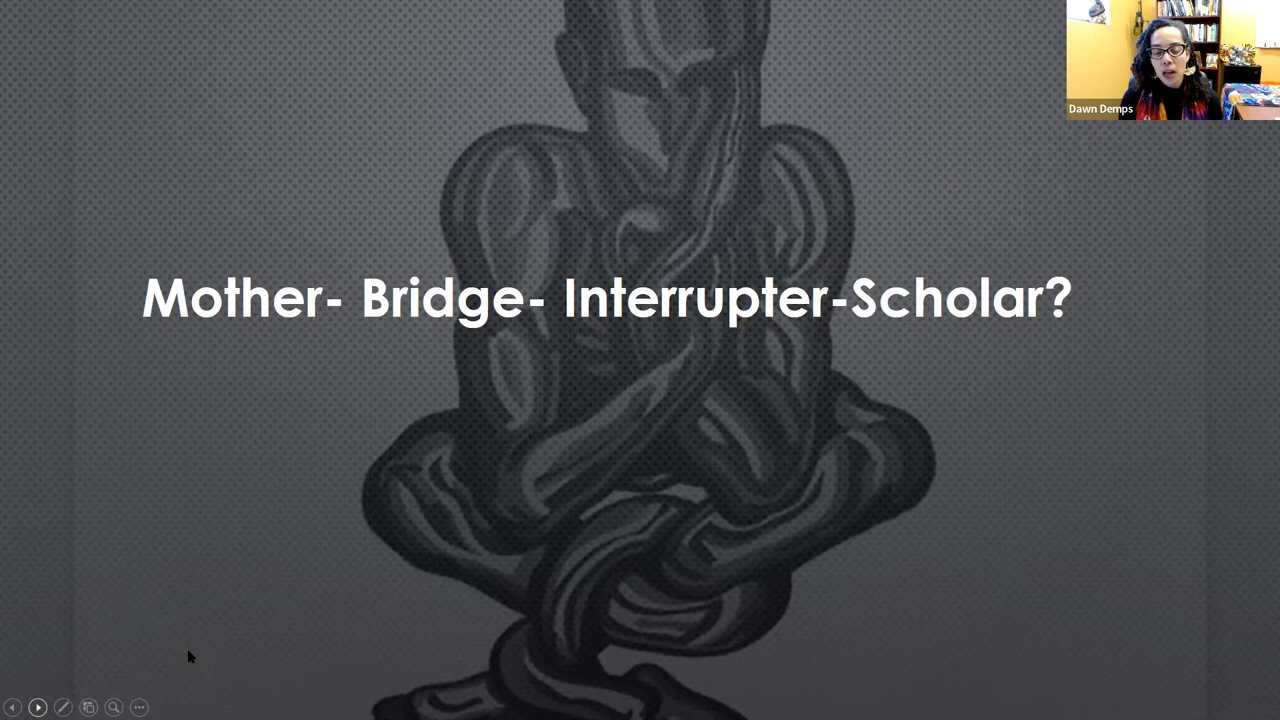 Dawn Demps
Mother- Bridge- Interrupter-Scholar?